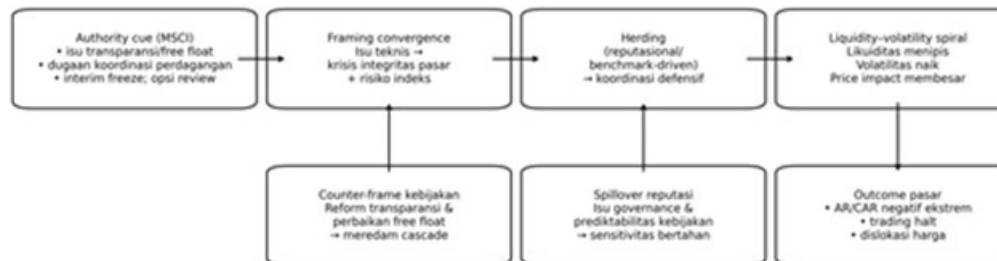 Authority cue (MSCI)
• isu transparansi/free float
• dugaan koordinasi perdagangan
• interim freeze; opsi review
Framing convergence
Isu teknis →
krisis integritas pasar
+ risiko indeks
Herding
(reputasional/
benchmark-driven)
→ koordinasi defensif
Liquidity–volatility spiral
Likuiditas menipis
Volatilitas naik
Price impact membesar
Counter-frame kebijakan
Reform transparansi &
perbaikan free float
→ meredam cascade
Spillover reputasi
Isu governance &
prediktabilitas kebijakan
→ sensitivitas bertahan
Outcome pasar
• AR/CAR negatif ekstrem
• trading halt
• dislokasi harga